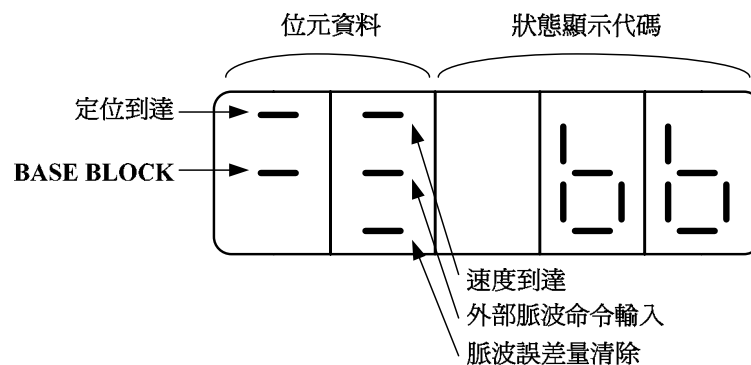 位元資料
狀態顯示代碼
定位到達
BASE BLOCK
bb
速度到達
外部脈波命令輸入
脈波誤差量清除